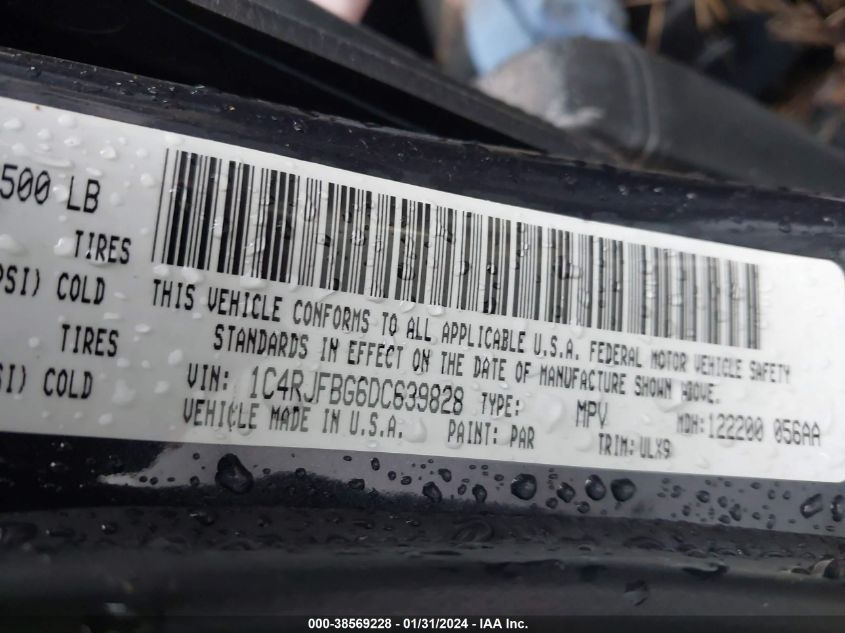 500 LB
TIRES
PSI) COLD
TIRES
SI) COLD
THIS VEHICLE CONFORMS TO ALL APPLICABLE U.S.A. FEDERAL MOTOR VEHICLE SAFETY
STANDARDS IN EFFECT ON THE DATE OF MANUFACTURE SHOWN ABOVE.
VIN: 1C4RJFBG6DC639828 TYPE: MPV MDH:122200 056AA
VEHICLE MADE IN U.S.A. PAINT: PAR TRIM:ULX9
000-38569228 - 01/31/2024 - IAA Inc.